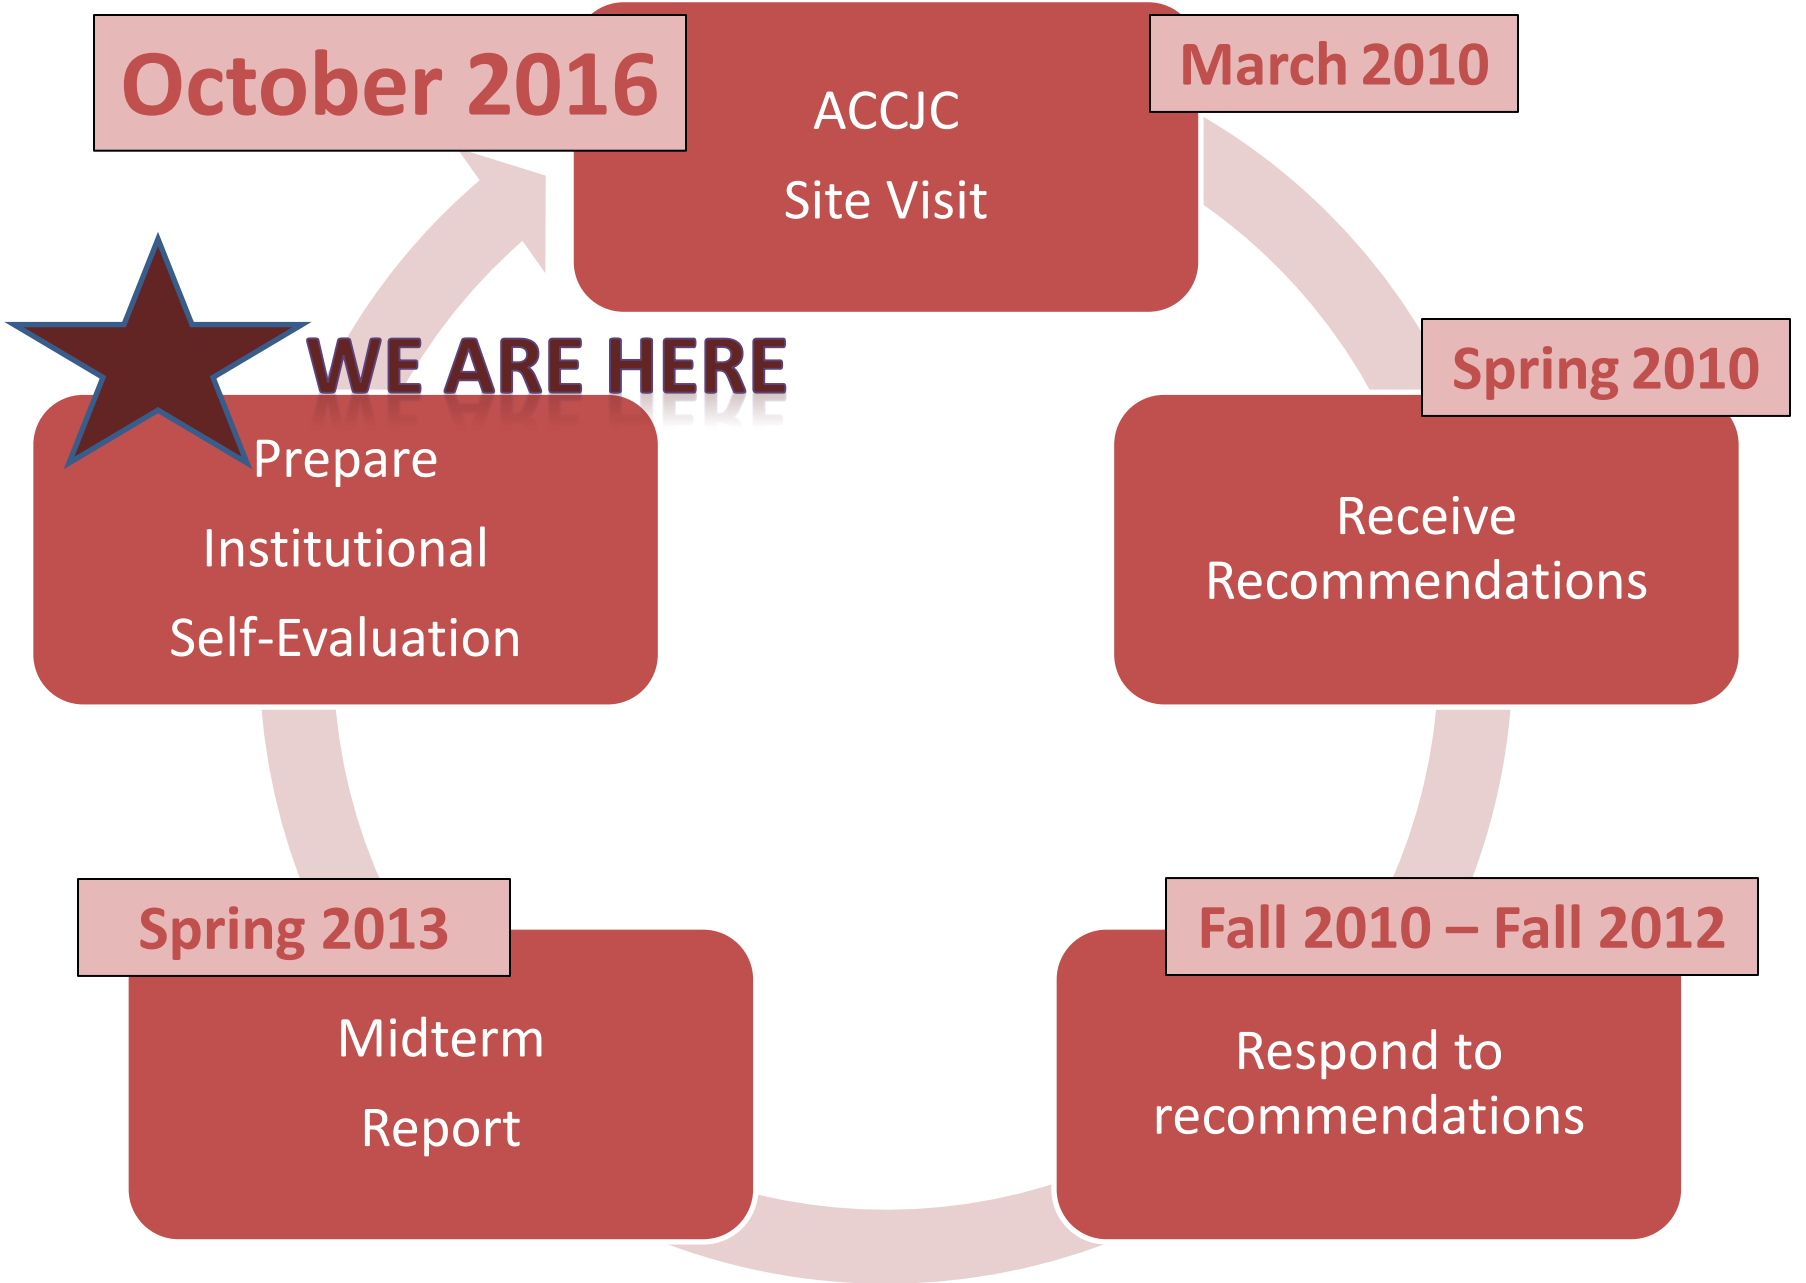 October 2016
March 2010
ACCJC
Site Visit
Spring 2010
WE ARE HERE
Receive
Recommendations
Prepare
Institutional
Self-Evaluation
Fall 2010 – Fall 2012
Respond to
recommendations
Spring 2013
Midterm
Report